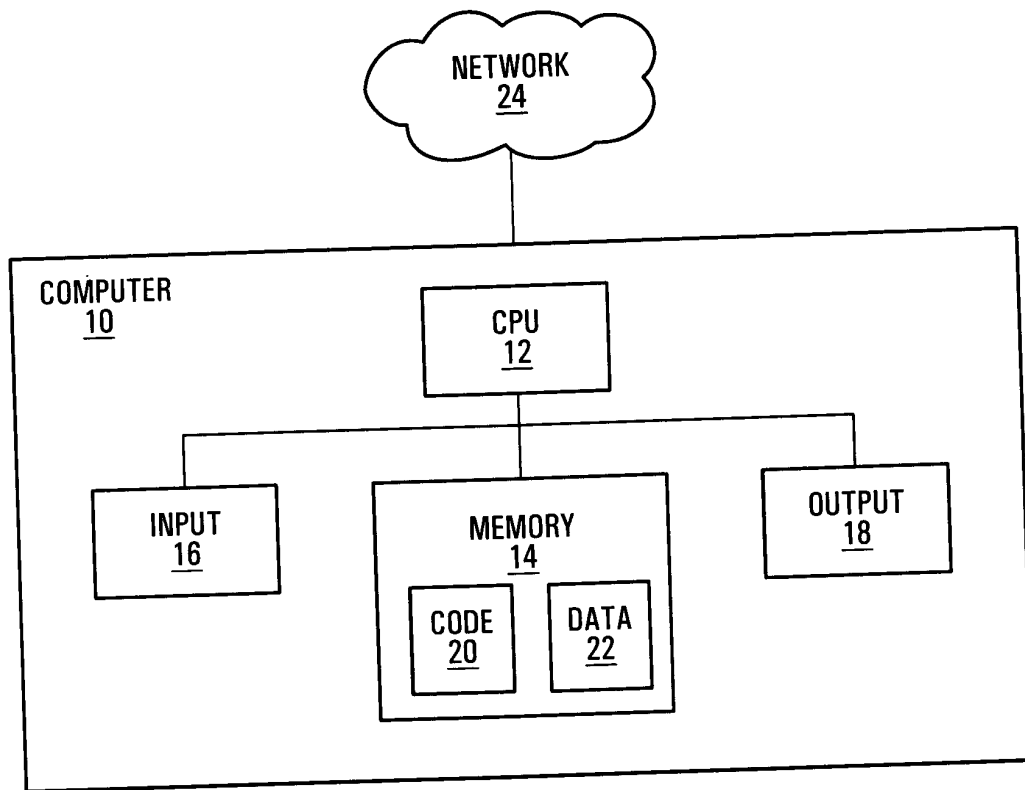 NETWORK
24
COMPUTER
10
CPU
12
INPUT
16
MEMORY
14
OUTPUT
18
CODE
20
DATA
22